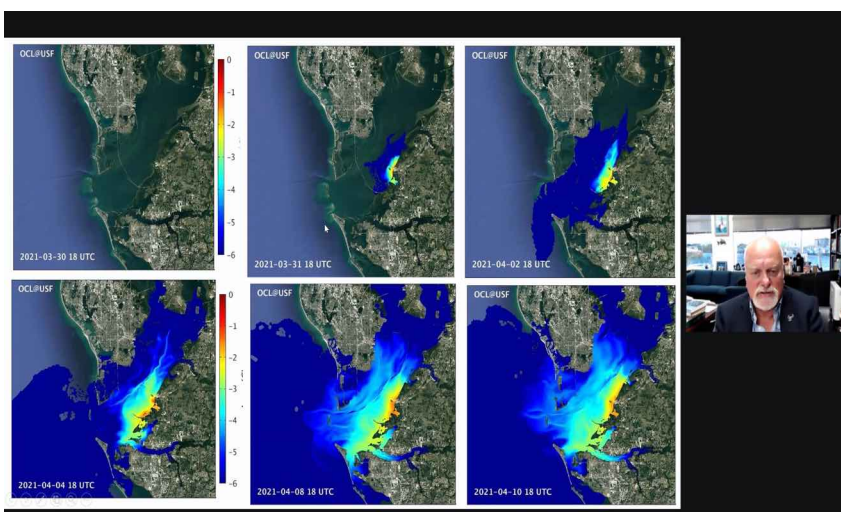 OCL@USF
2021-03-30 18 UTC
0
-1
-2
-3
-4
-5
-6
OCL@USF
2021-03-31 18 UTC
OCL@USF
2021-04-02 18 UTC
OCL@USF
2021-04-04 18 UTC
0
-1
-2
-3
-4
-5
-6
OCL@USF
2021-04-08 18 UTC
OCL@USF
2021-04-10 18 UTC